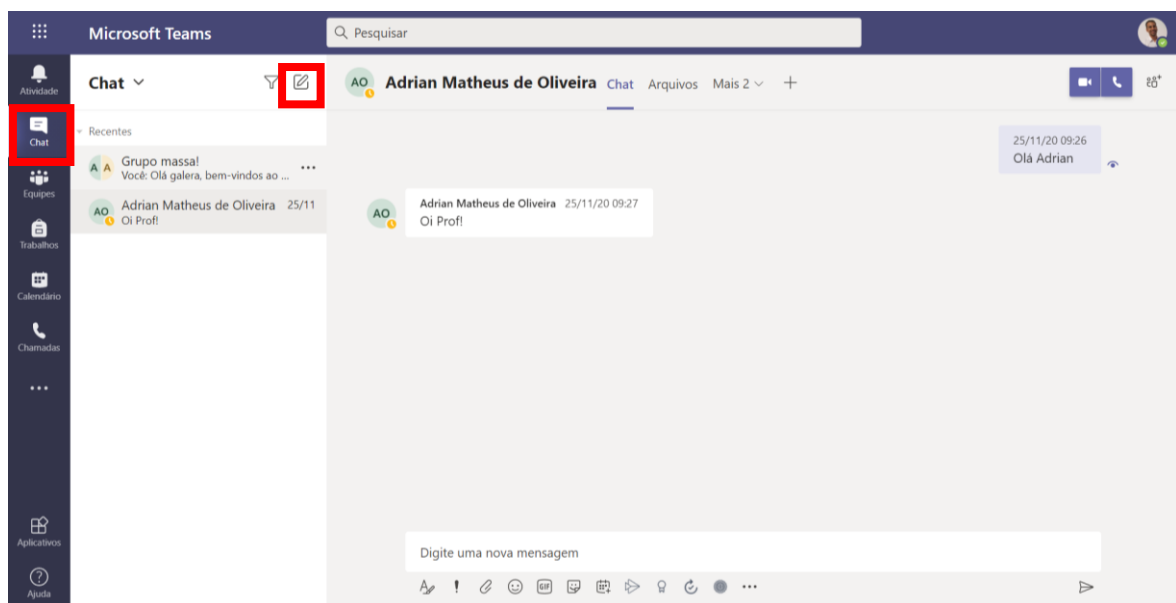 Microsoft Teams
Pesquisar
Atividade
Chat
Equipes
Trabalhos
Calendário
Chamadas
Aplicativos
Ajuda
Chat
Recentes
A A
Grupo massa!
Você: Olá galera, bem-vindos ao ...
AO
Adrian Matheus de Oliveira 25/11
Oi Prof!
AO Adrian Matheus de Oliveira Chat Arquivos Mais 2
25/11/20 09:26
Olá Adrian
AO
Adrian Matheus de Oliveira 25/11/20 09:27
Oi Prof!
Digite uma nova mensagem
GIF